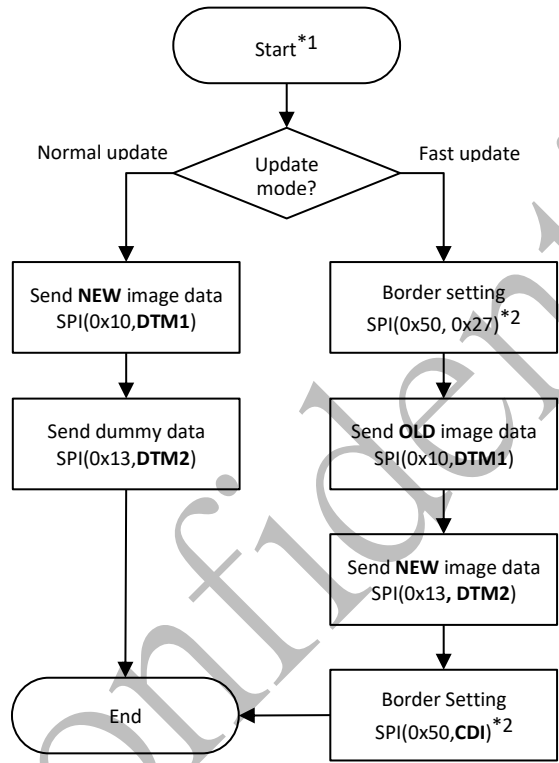 Start*1
Normal update
Update
mode?
Fast update
Send NEW image data
SPI(0x10,DTM1)
Send dummy data
SPI(0x13,DTM2)
Border setting
SPI(0x50, 0x27)*2
Send OLD image data
SPI(0x10,DTM1)
Send NEW image data
SPI(0x13, DTM2)
Border Setting
SPI(0x50,CDI)*2
End
onfidenti